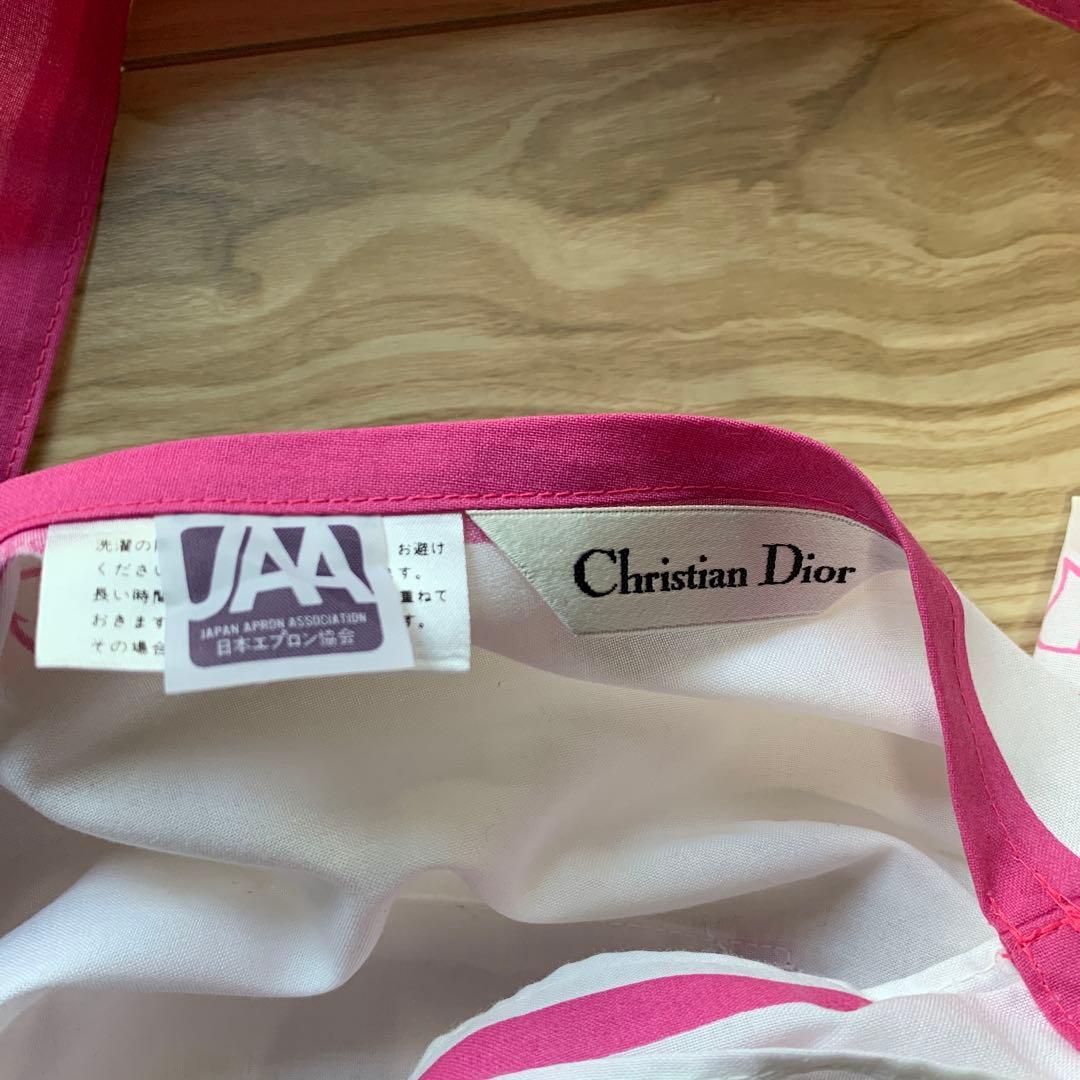 洗濯の
お避け
ください
す。
長い時間
重ねて
おきます
す。
その場合
JAA
JAPAN APRON ASSOCIATION
日本エプロン協会
Christian Dior